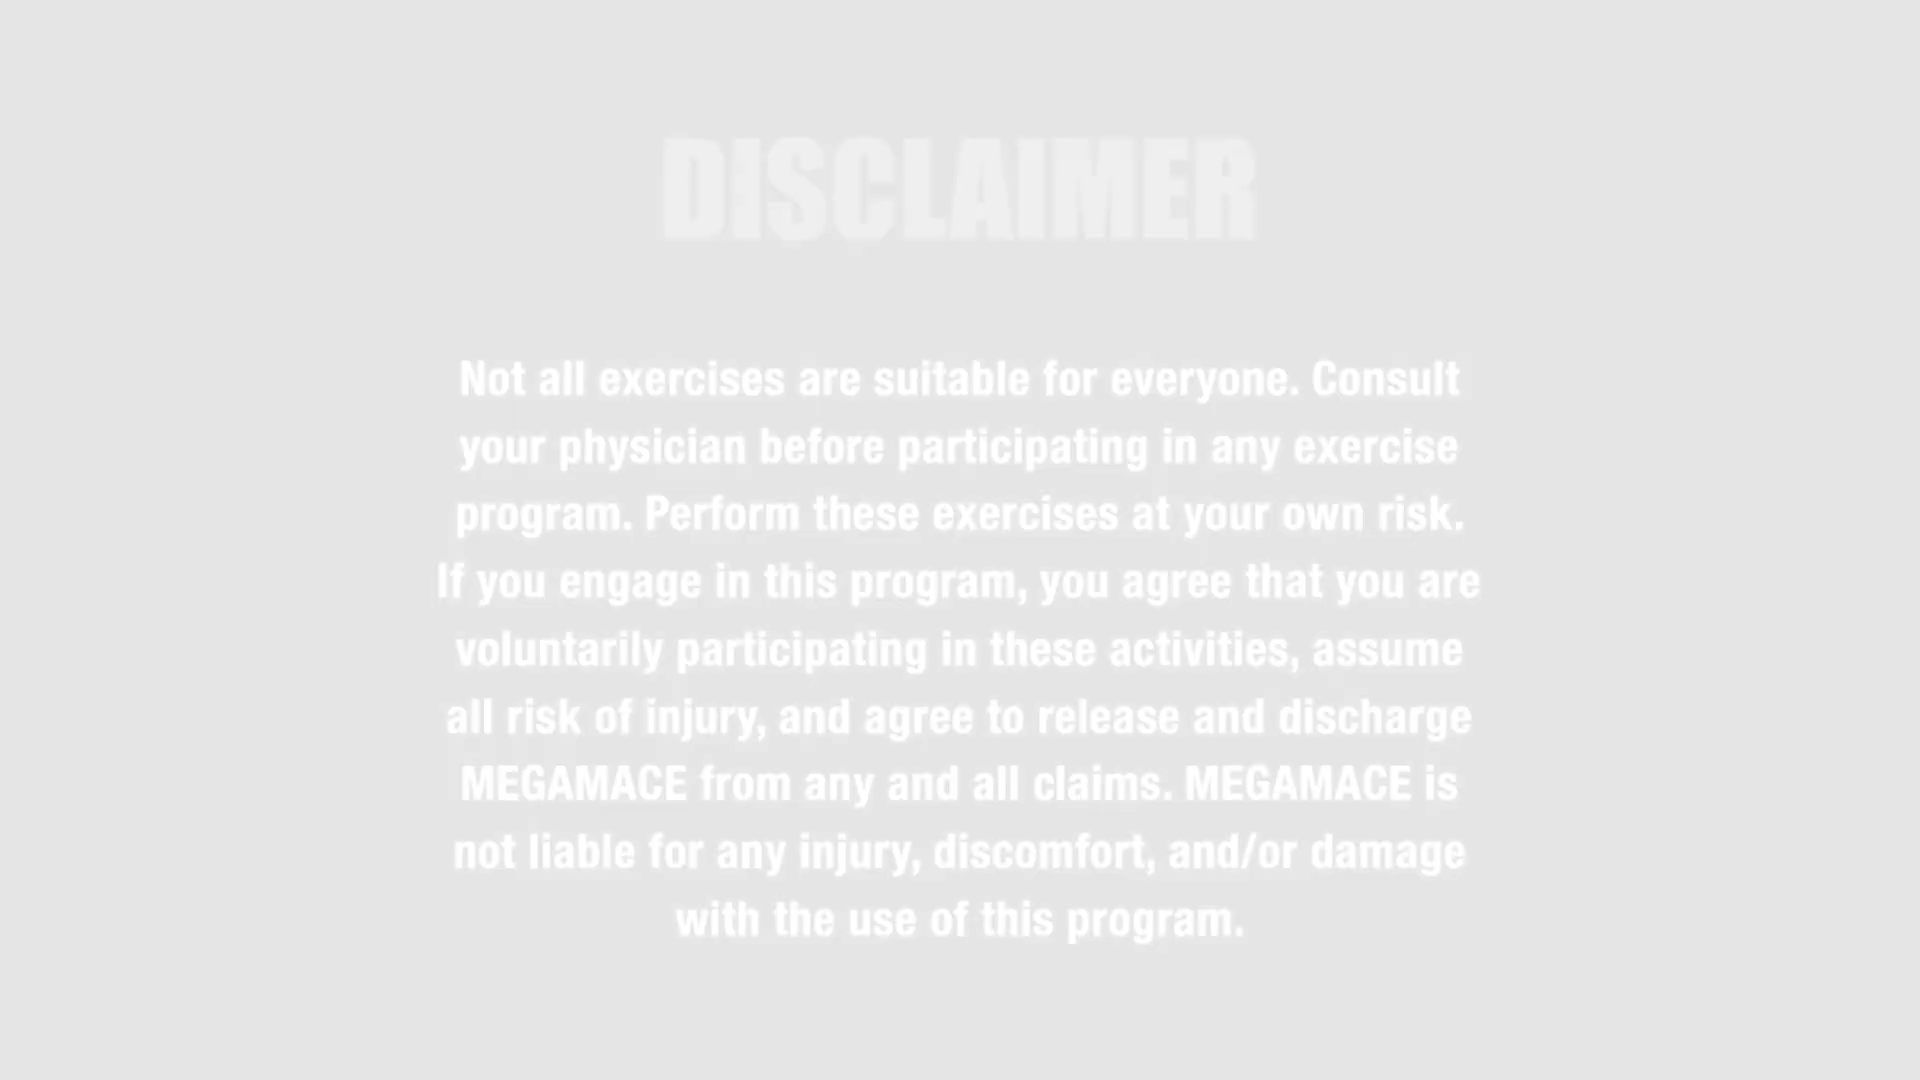 DISCLAIMER
Not all exercises are suitable for everyone. Consult
your physician before participating in any exercise
program. Perform these exercises at your own risk.
If you engage in this program, you agree that you are
voluntarily participating in these activities, assume
all risk of injury, and agree to release and discharge
MEGAMACE from any and all claims. MEGAMACE is
not liable for any injury, discomfort, and/or damage
with the use of this program.